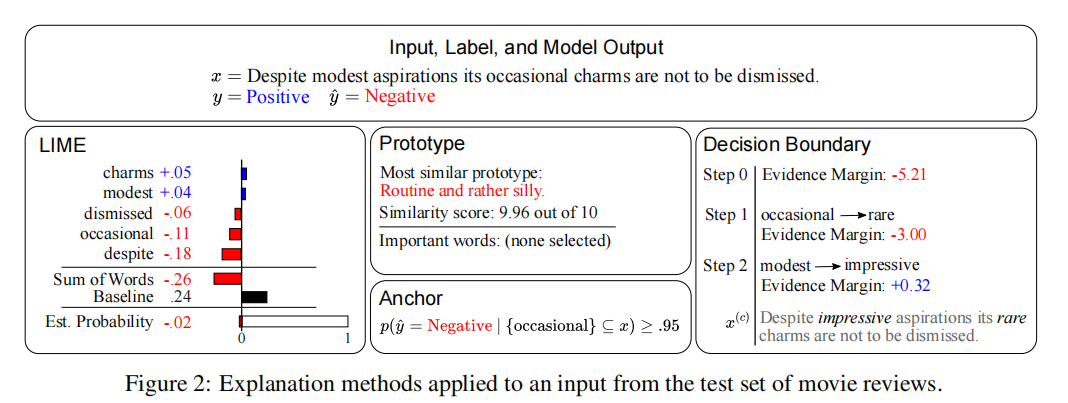 Input, Label, and Model Output
x = Despite modest aspirations its occasional charms are not to be dismissed.
y = Positive ŷ = Negative
LIME
charms +.05
modest +.04
dismissed -.06
occasional -.11
despite -.18
Sum of Words -.26
Baseline .24
Est. Probability -.02
0 1
Prototype
Most similar prototype:
Routine and rather silly.
Similarity score: 9.96 out of 10
Important words: (none selected)
Anchor
p(ŷ = Negative | {occasional} ⊆ x) ≥ .95
Decision Boundary
Step 0 Evidence Margin: -5.21
Step 1 occasional → rare
Evidence Margin: -3.00
Step 2 modest → impressive
Evidence Margin: +0.32
x^(c) Despite impressive aspirations its rare
charms are not to be dismissed.
Figure 2: Explanation methods applied to an input from the test set of movie reviews.